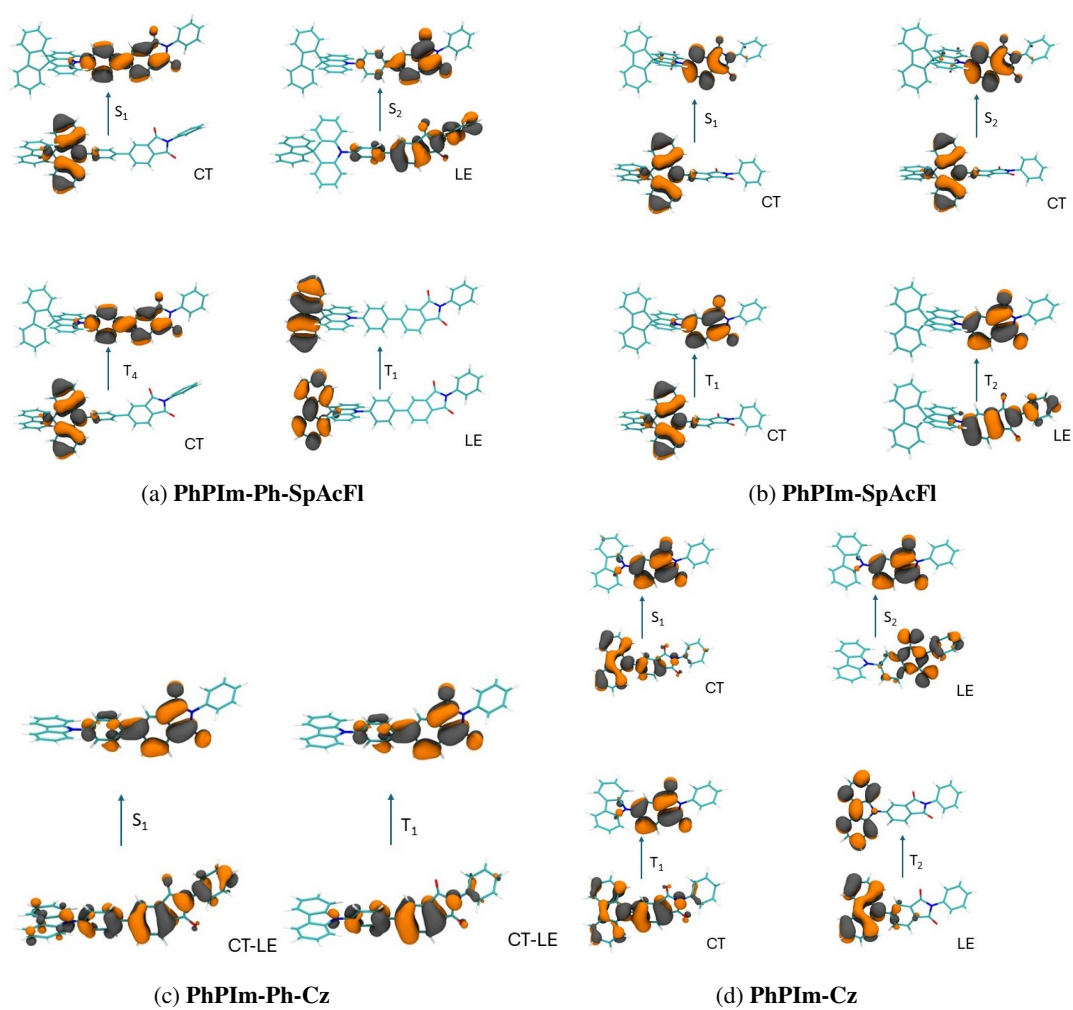 S₁
S₂
CT
LE
T₄
T₁
CT
LE
(a) PhPIm-Ph-SpAcFl
S₁
S₂
CT
CT
T₁
T₂
CT
LE
(b) PhPIm-SpAcFl
S₁
T₁
CT-LE
CT-LE
(c) PhPIm-Ph-Cz
S₁
S₂
CT
LE
T₁
T₂
CT
LE
(d) PhPIm-Cz